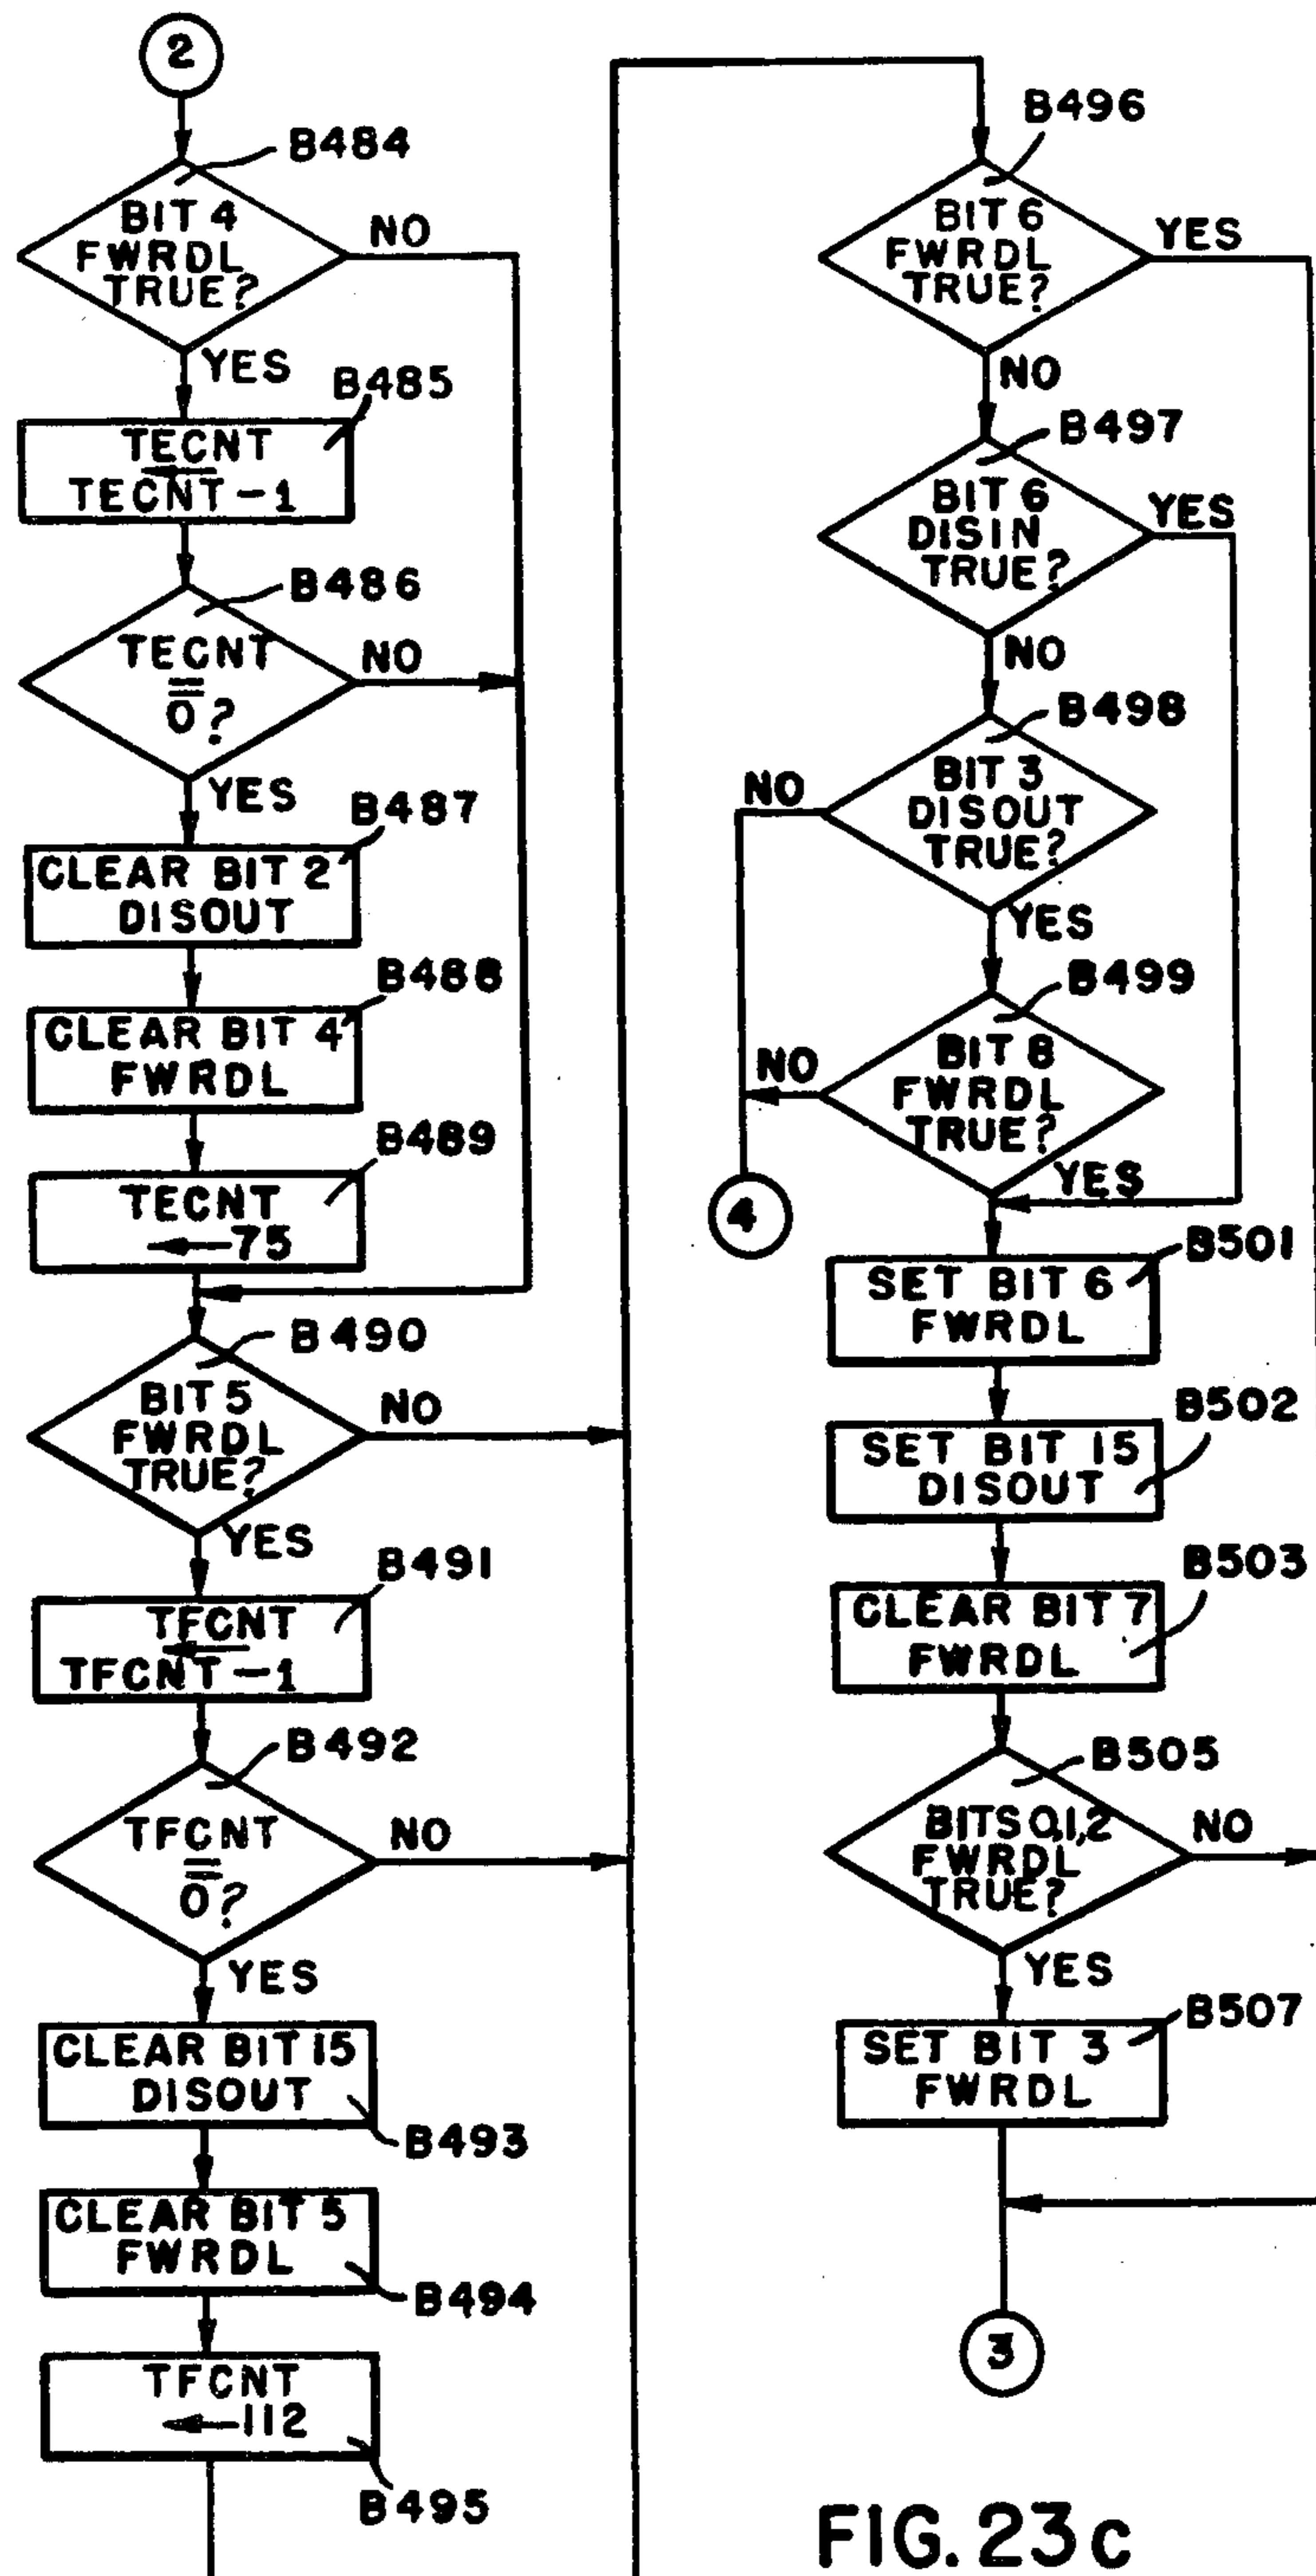 2
B484
BIT 4
FWRDL
TRUE?
NO
YES
B485
TECNT
←
TECNT -1
B486
TECNT
=
0?
NO
YES
B487
CLEAR BIT 2
DISOUT
B488
CLEAR BIT 4
FWRDL
B489
TECNT
←75
B490
BIT 5
FWRDL
TRUE?
NO
YES
B491
TFCNT
←
TFCNT -1
B492
TFCNT
=
0?
NO
YES
CLEAR BIT 15
DISOUT
B493
CLEAR BIT 5
FWRDL
B494
TFCNT
←112
B495
B496
BIT 6
FWRDL
TRUE?
YES
NO
B497
BIT 6
DISIN
TRUE?
YES
NO
B498
BIT 3
DISOUT
TRUE?
NO
YES
B499
BIT 8
FWRDL
TRUE?
NO
YES
4
B501
SET BIT 6
FWRDL
B502
SET BIT 15
DISOUT
B503
CLEAR BIT 7
FWRDL
B505
BITS 0,1,2
FWRDL
TRUE?
NO
YES
B507
SET BIT 3
FWRDL
3
FIG. 23c